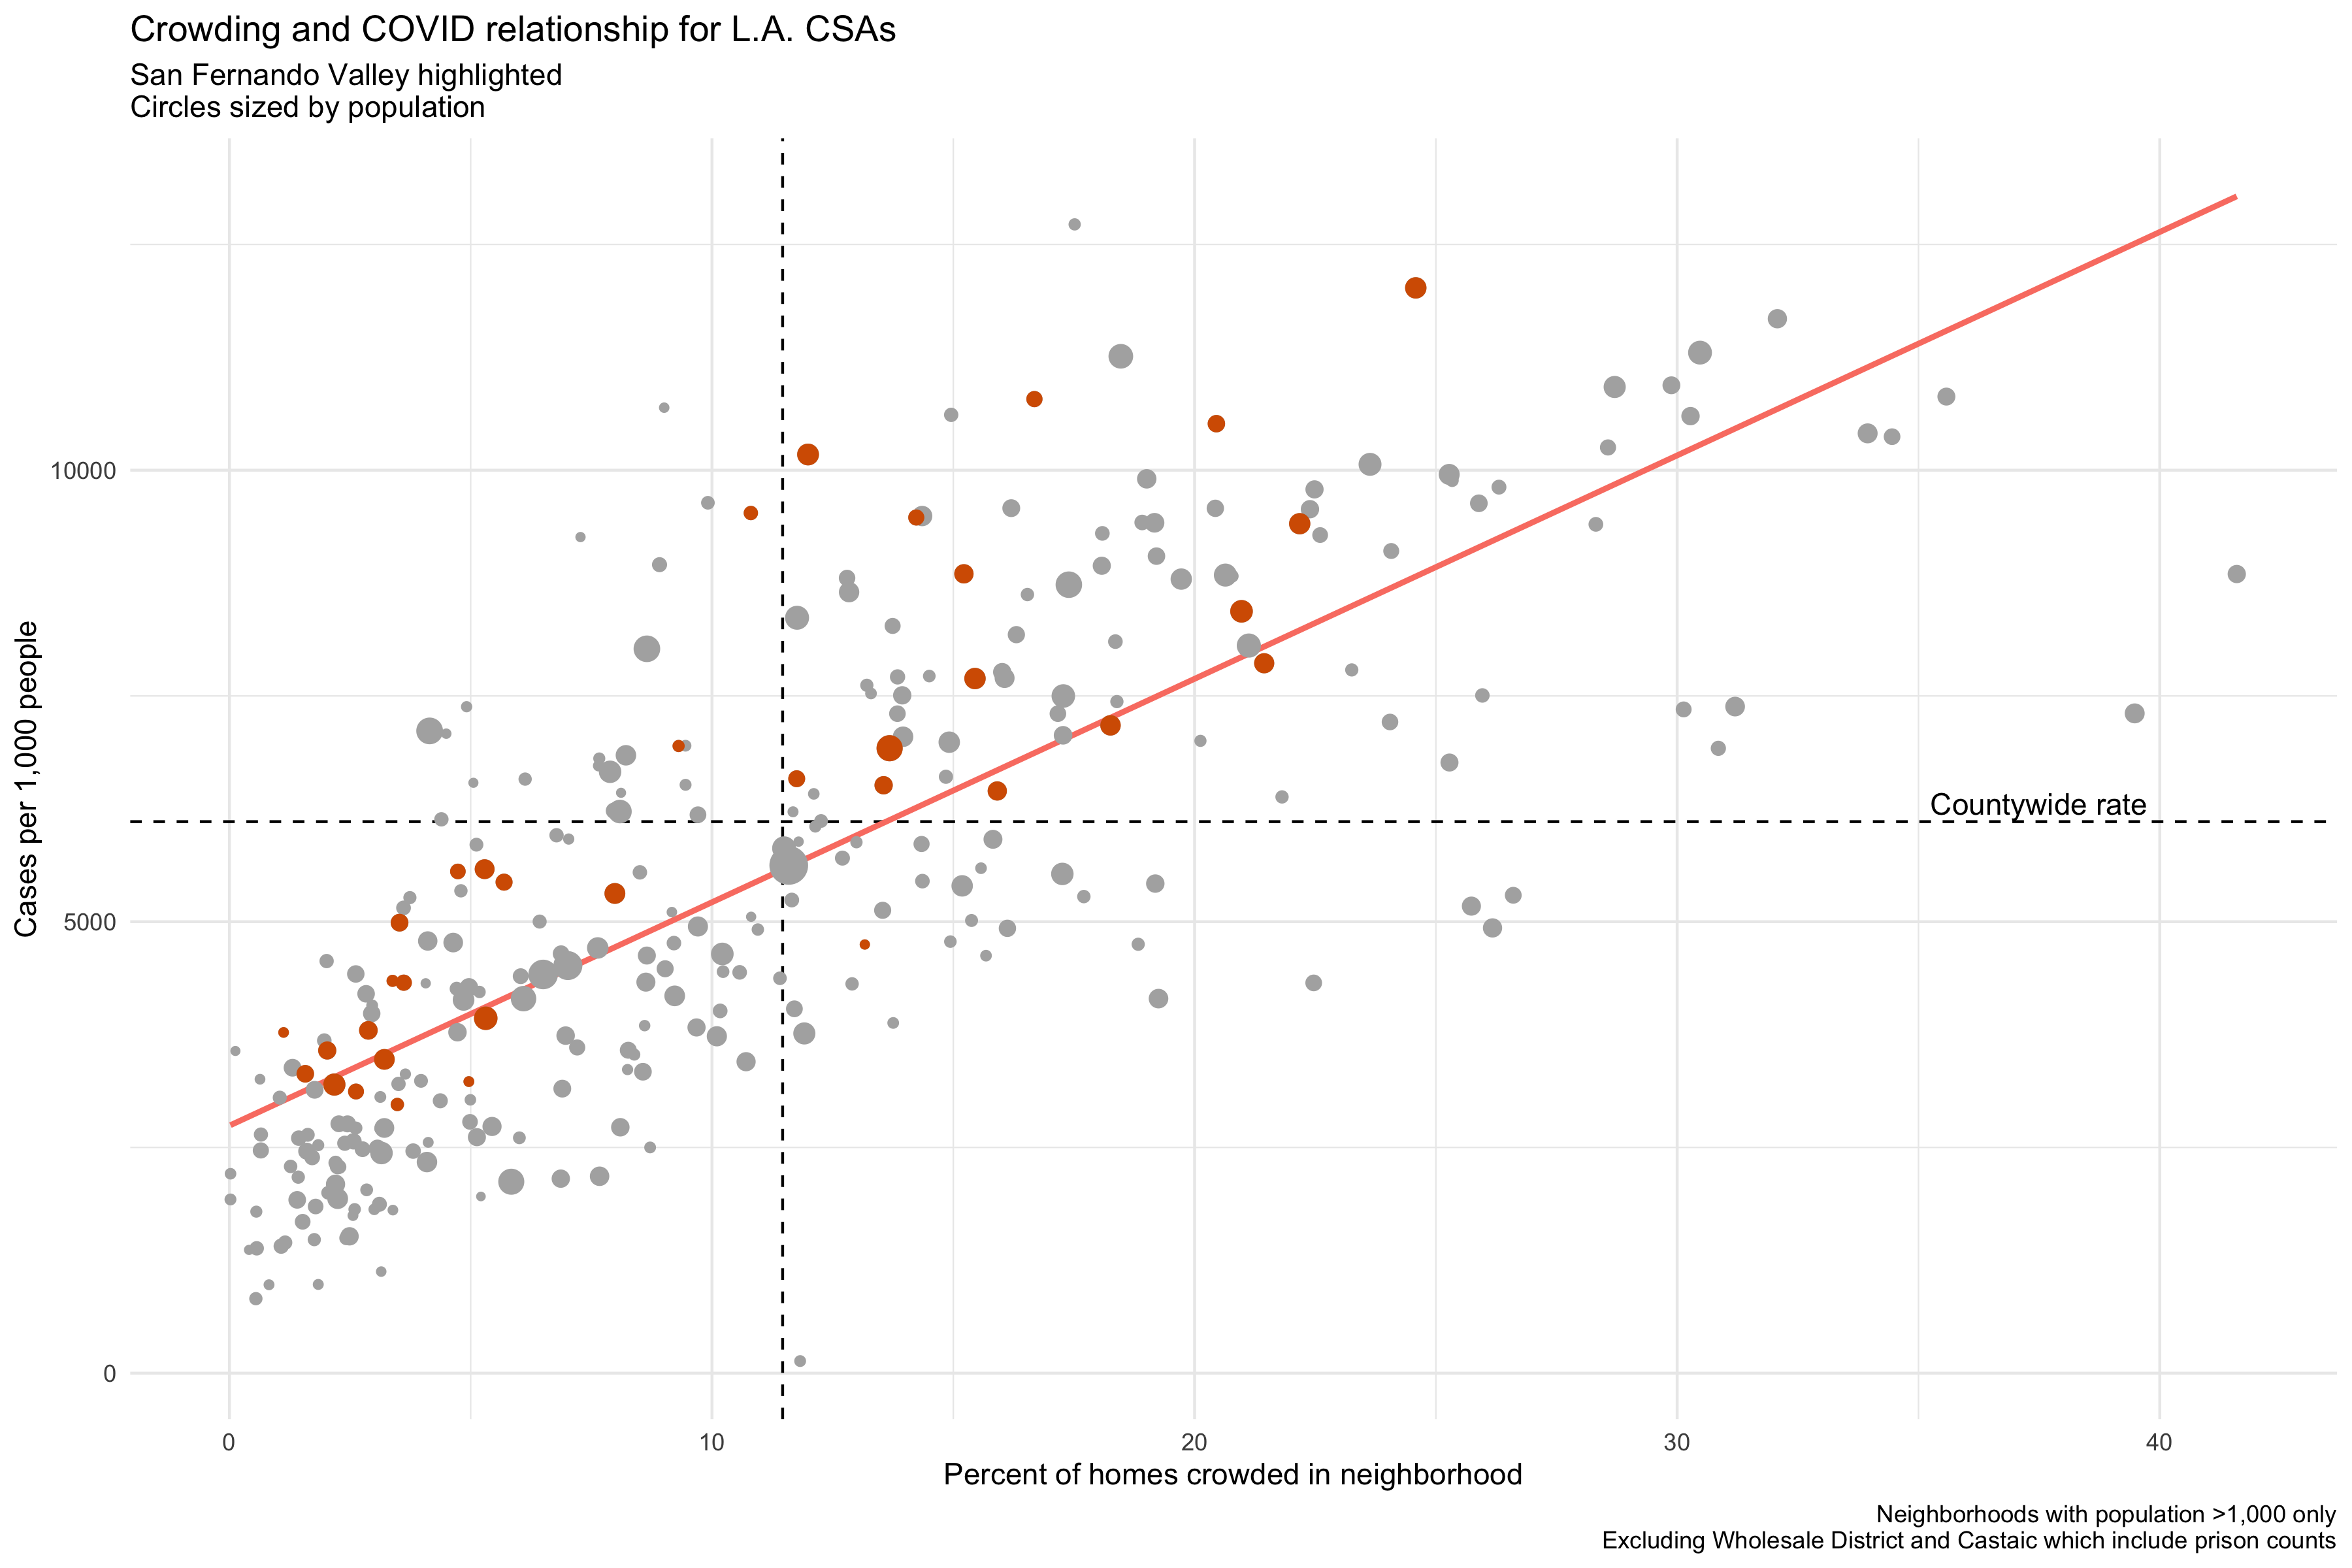 Crowding and COVID relationship for L.A. CSAs
San Fernando Valley highlighted
Circles sized by population
Cases per 1,000 people
10000
5000
0
Countywide rate
0 10 20 30 40
Percent of homes crowded in neighborhood
Neighborhoods with population >1,000 only
Excluding Wholesale District and Castaic which include prison counts